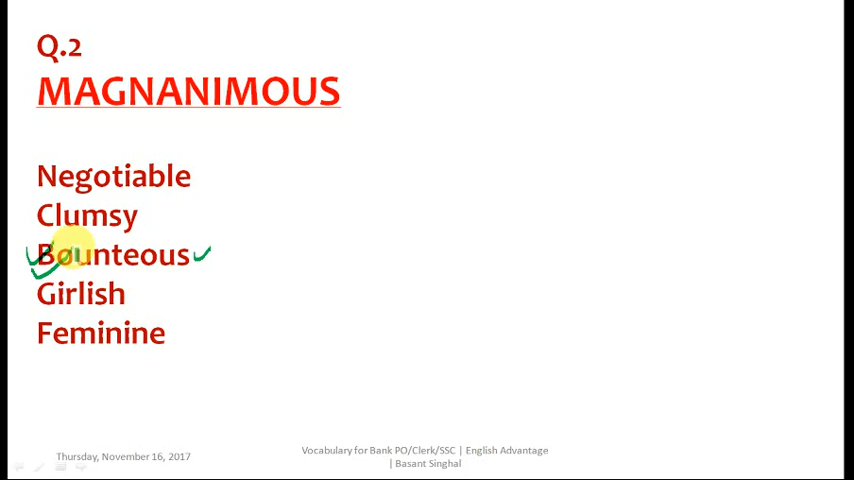 Q.2
MAGNANIMOUS
Negotiable
Clumsy
Bounteous
Girlish
Feminine
Thursday, November 16, 2017
Vocabulary for Bank PO/Clerk/SSC | English Advantage
| Basant Singhal